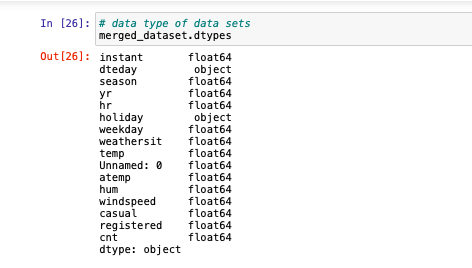 In [26]: # data type of data sets
merged_dataset.dtypes
Out[26]: instant float64
dteday object
season float64
yr float64
hr float64
holiday object
weekday float64
weathersit float64
temp float64
Unnamed: 0 float64
atemp float64
hum float64
windspeed float64
casual float64
registered float64
cnt float64
dtype: object